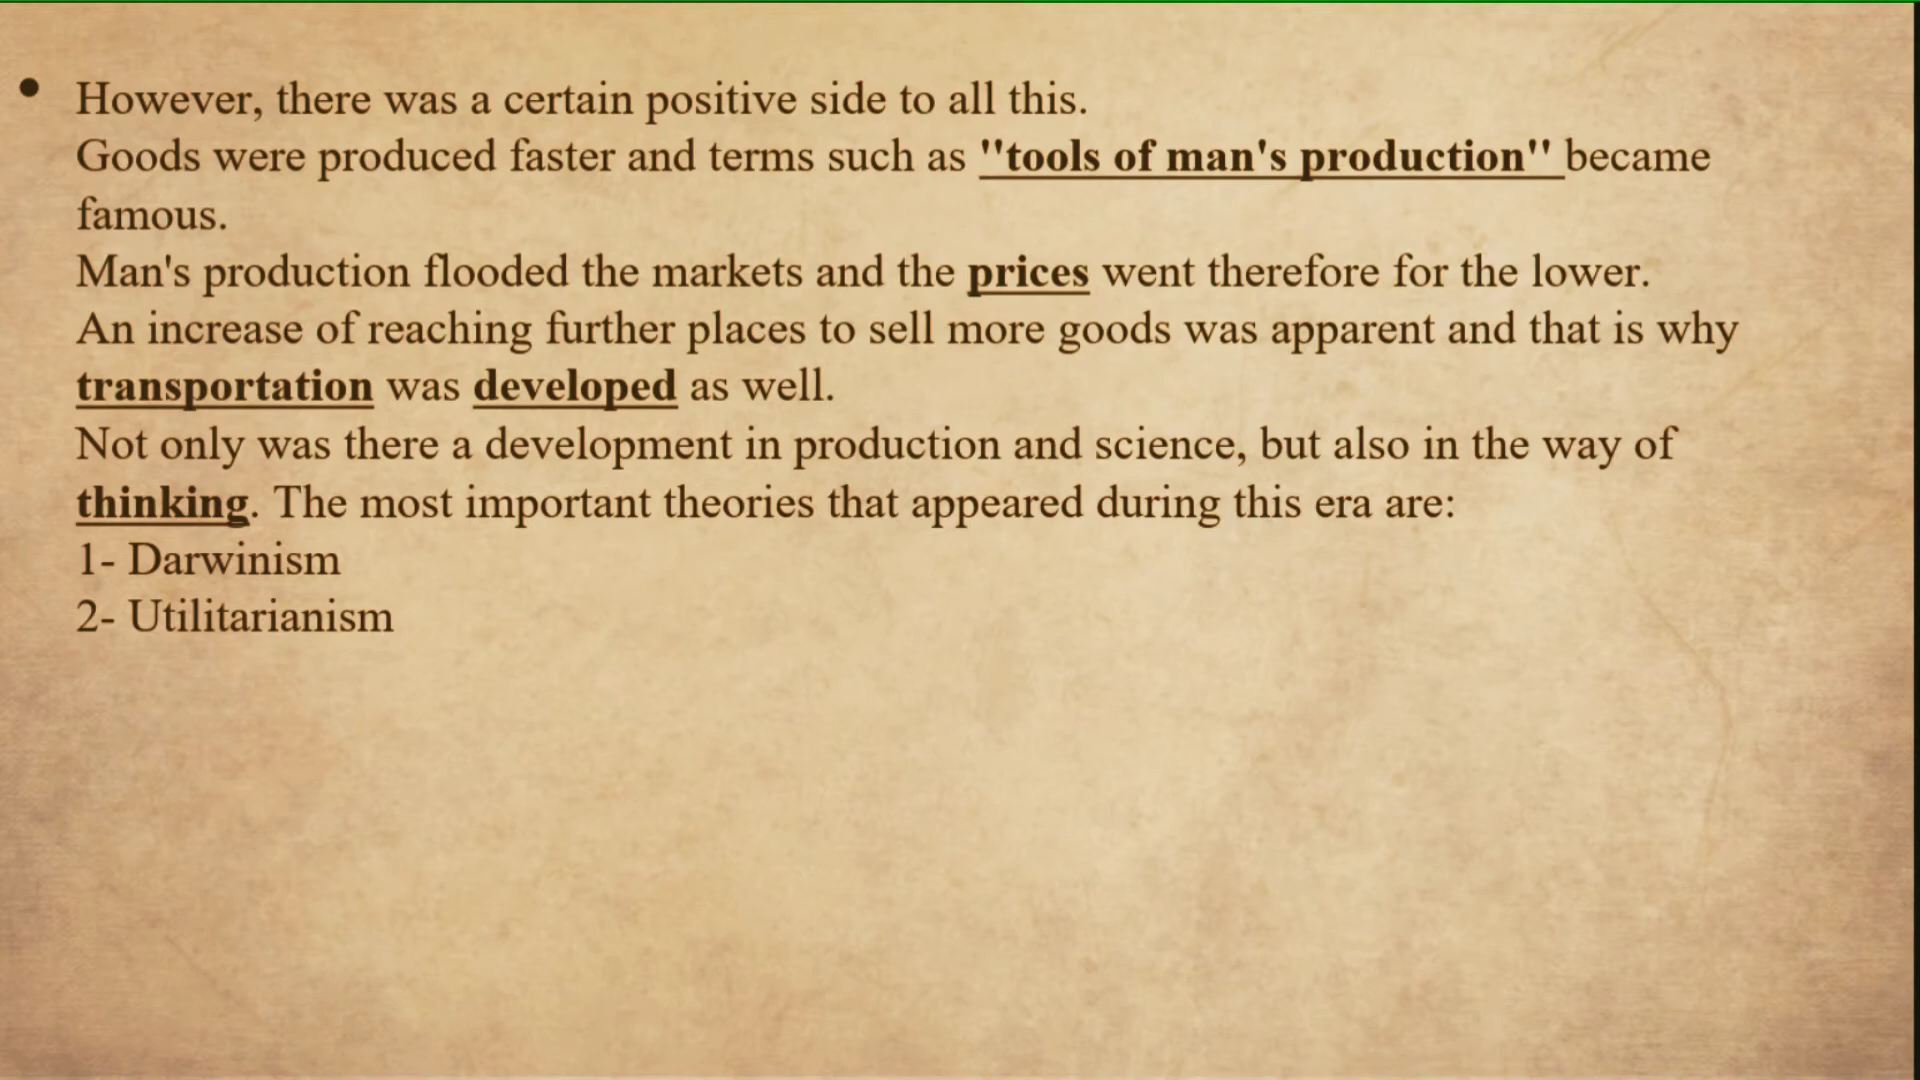 • However, there was a certain positive side to all this.
Goods were produced faster and terms such as "tools of man's production" became
famous.
Man's production flooded the markets and the prices went therefore for the lower.
An increase of reaching further places to sell more goods was apparent and that is why
transportation was developed as well.
Not only was there a development in production and science, but also in the way of
thinking. The most important theories that appeared during this era are:
1- Darwinism
2- Utilitarianism